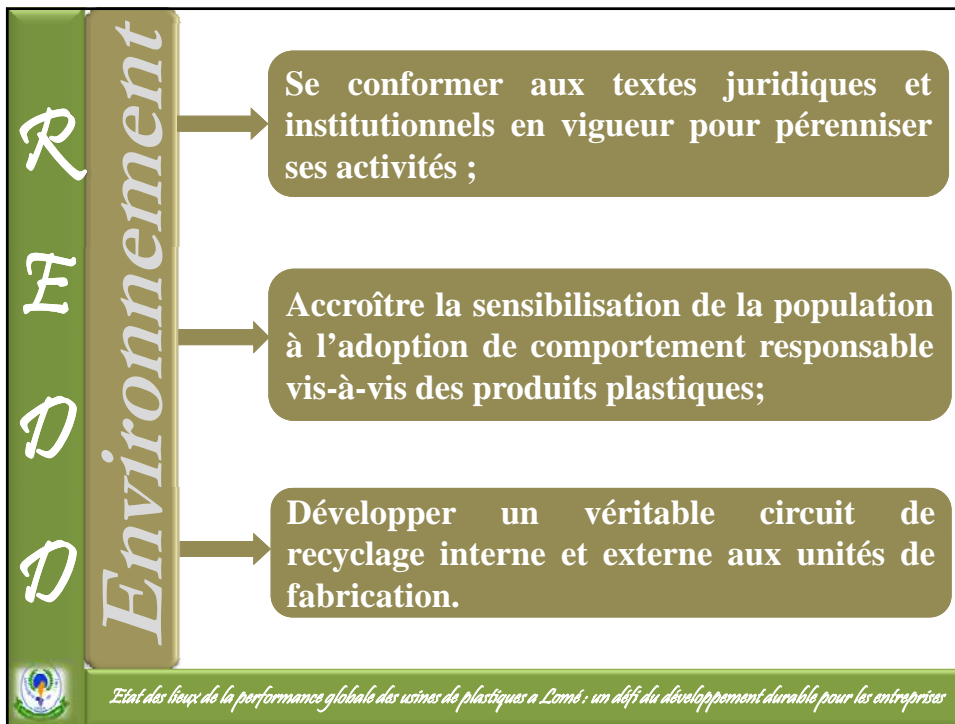 R
E
D
D
Environnement
Se conformer aux textes juridiques et
institutionnels en vigueur pour pérenniser
ses activités ;
Accroître la sensibilisation de la population
à l’adoption de comportement responsable
vis-à-vis des produits plastiques;
Développer un véritable circuit de
recyclage interne et externe aux unités de
fabrication.
Etat des lieux de la performance globale des usines de plastiques a Lomé : un défi du développement durable pour les entreprises